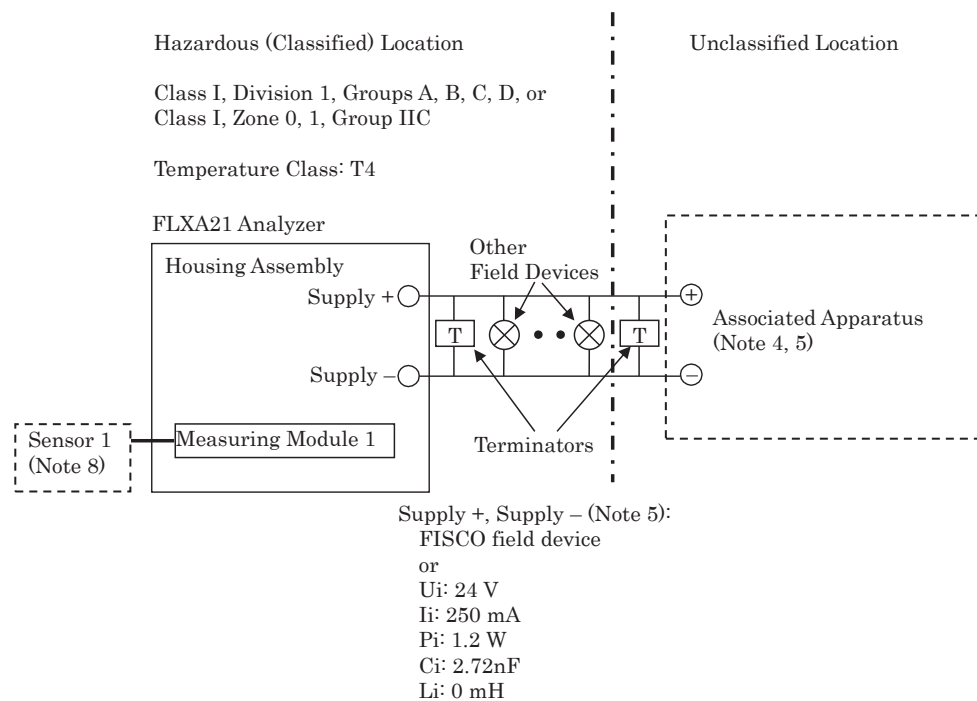 Hazardous (Classified) Location
Unclassified Location
Class I, Division 1, Groups A, B, C, D, or
Class I, Zone 0, 1, Group IIC
Temperature Class: T4
FLXA21 Analyzer
Housing Assembly
Other
Field Devices
Supply +
+
T
T
Associated Apparatus
(Note 4, 5)
Supply –
–
Sensor 1
(Note 8)
Measuring Module 1
Terminators
Supply +, Supply – (Note 5):
FISCO field device
or
Ui: 24 V
Ii: 250 mA
Pi: 1.2 W
Ci: 2.72nF
Li: 0 mH